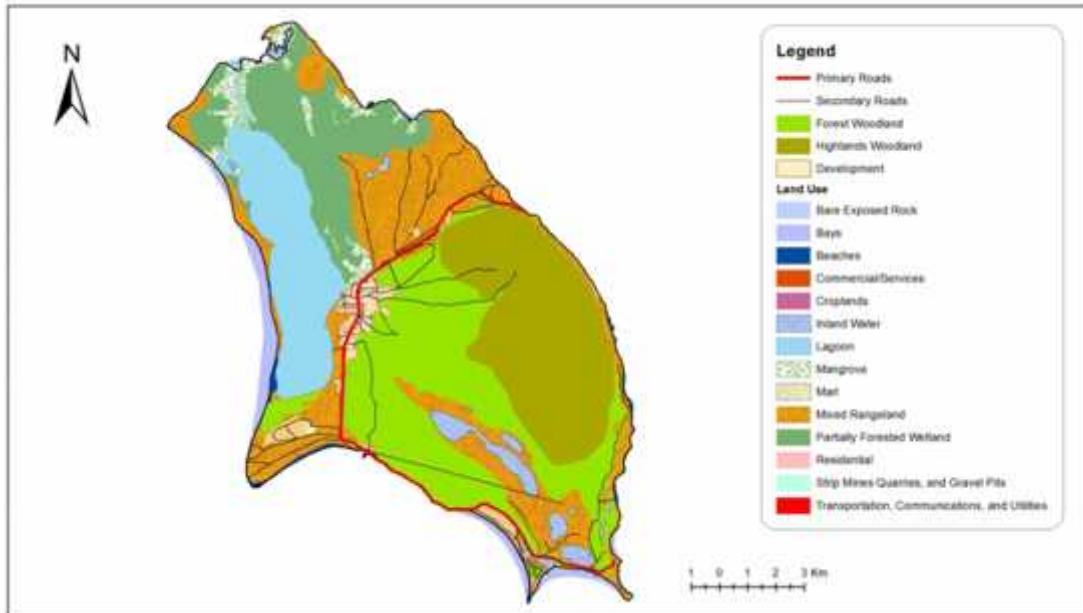 N
Legend
Primary Roads
Secondary Roads
Forest Woodland
Highlands Woodland
Development
Land Use
Bare Exposed Rock
Bays
Beaches
Commercial/Services
Croplands
Inland Water
Lagoon
Mangrove
Marl
Mixed Rangeland
Partially Forested Wetland
Residential
Strip Mines Quarries, and Gravel Pits
Transportation, Communications, and Utilities
1 0 1 2 3 Km